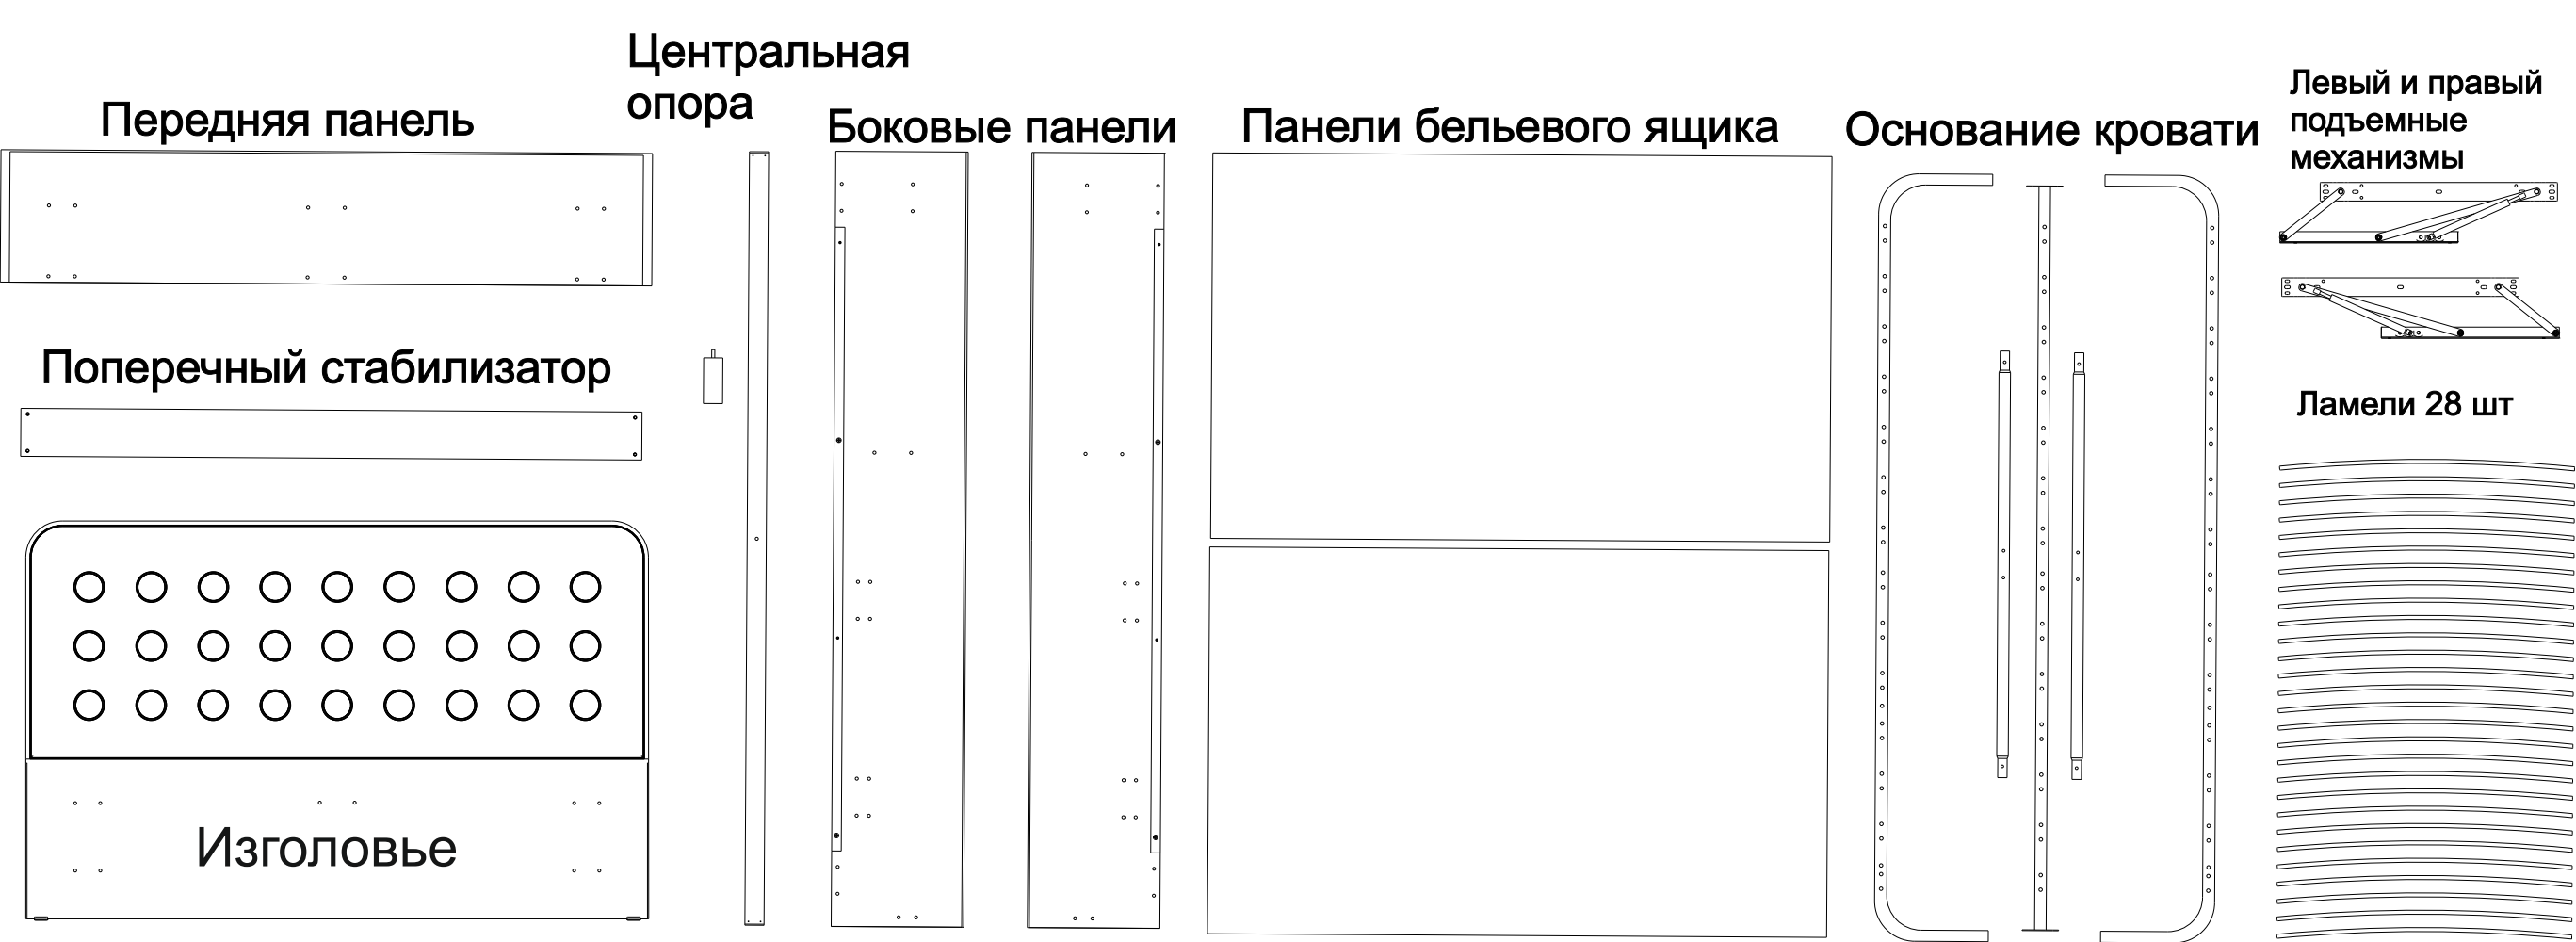 Центральная
опора
Передняя панель
Боковые панели
Панели бельевого ящика
Основание кровати
Левый и правый
подъемные
механизмы
Поперечный стабилизатор
Ламели 28 шт
Изголовье